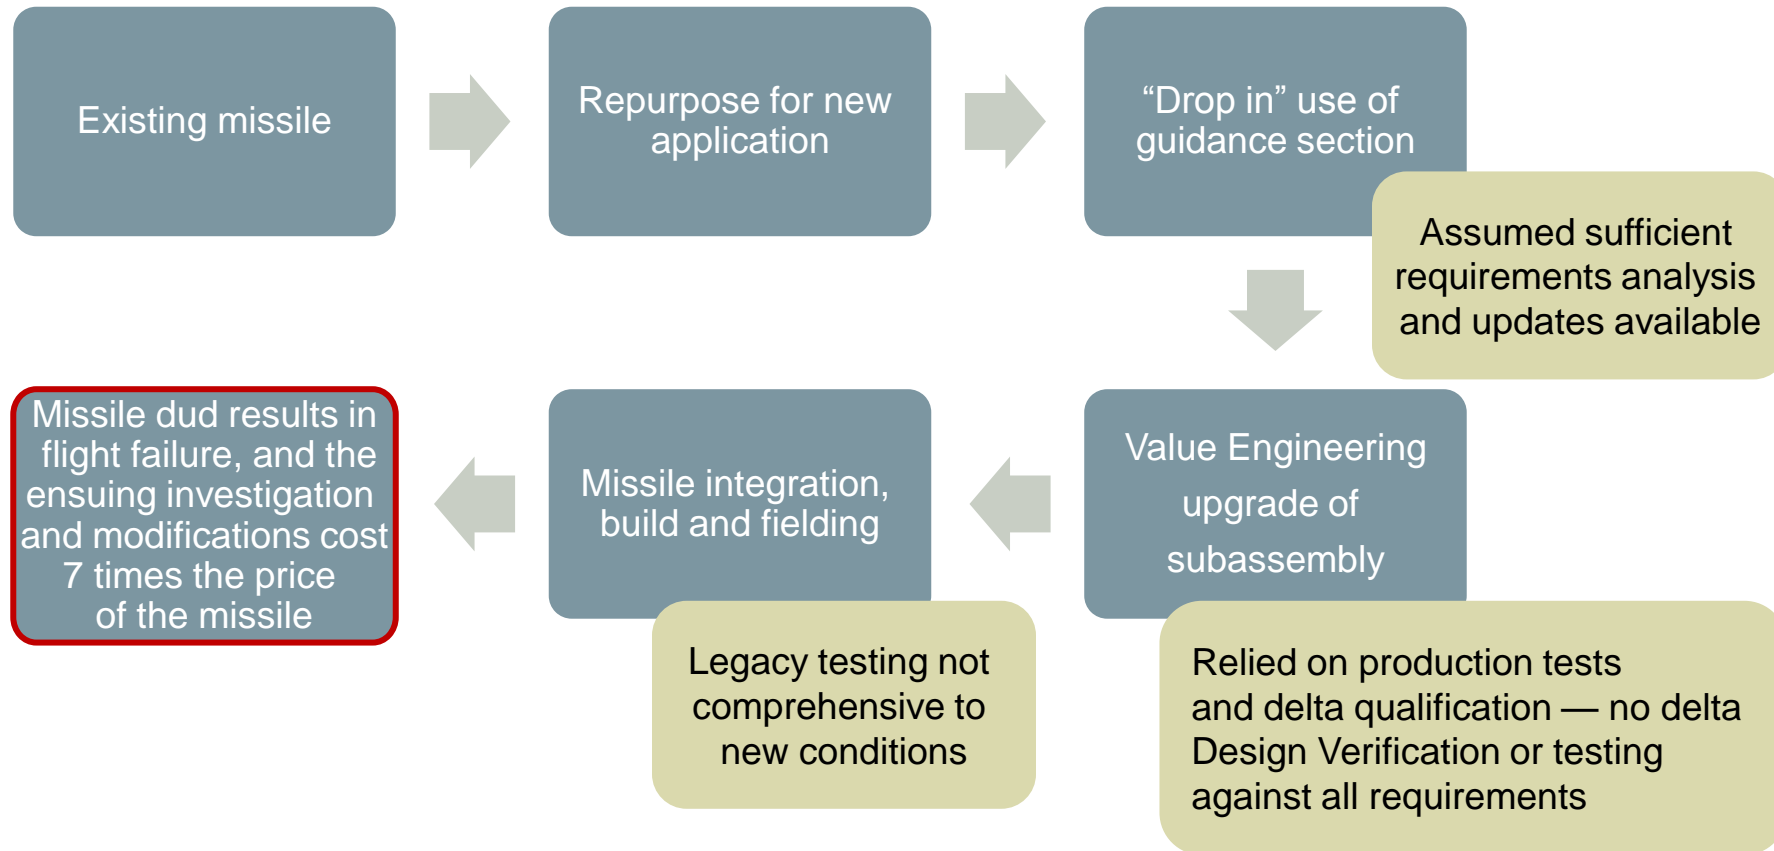 Existing missile
Repurpose for new
application
“Drop in” use of
guidance section
Assumed sufficient
requirements analysis
and updates available
Value Engineering
upgrade of
subassembly
Relied on production tests
and delta qualification — no delta
Design Verification or testing
against all requirements
Missile integration,
build and fielding
Legacy testing not
comprehensive to
new conditions
Missile dud results in
flight failure, and the
ensuing investigation
and modifications cost
7 times the price
of the missile